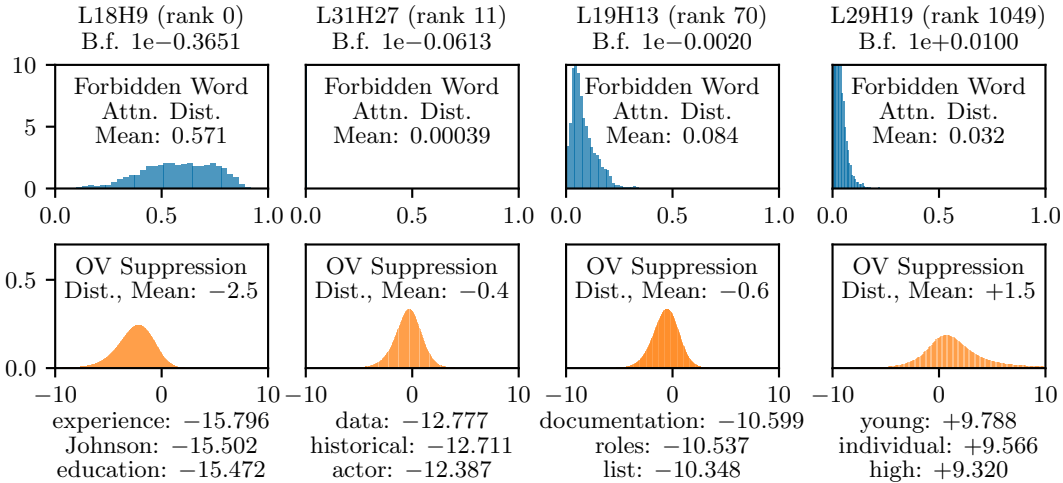 L18H9 (rank 0) L31H27 (rank 11) L19H13 (rank 70) L29H19 (rank 1049)
B.f. 1e−0.3651 B.f. 1e−0.0613 B.f. 1e−0.0020 B.f. 1e+0.0100
10
Forbidden Word Forbidden Word Forbidden Word Forbidden Word
Attn. Dist. Attn. Dist. Attn. Dist. Attn. Dist.
5
Mean: 0.571 Mean: 0.00039 Mean: 0.084 Mean: 0.032
0
0.0 0.5 1.0 0.0 0.5 1.0 0.0 0.5 1.0 0.0 0.5 1.0
OV Suppression OV Suppression OV Suppression OV Suppression
0.5
Dist., Mean: −2.5 Dist., Mean: −0.4 Dist., Mean: −0.6 Dist., Mean: +1.5
0.0
−10 0 10 −10 0 10 −10 0 10 −10 0 10
experience: −15.796 data: −12.777 documentation: −10.599 young: +9.788
Johnson: −15.502 historical: −12.711 roles: −10.537 individual: +9.566
education: −15.472 actor: −12.387 list: −10.348 high: +9.320